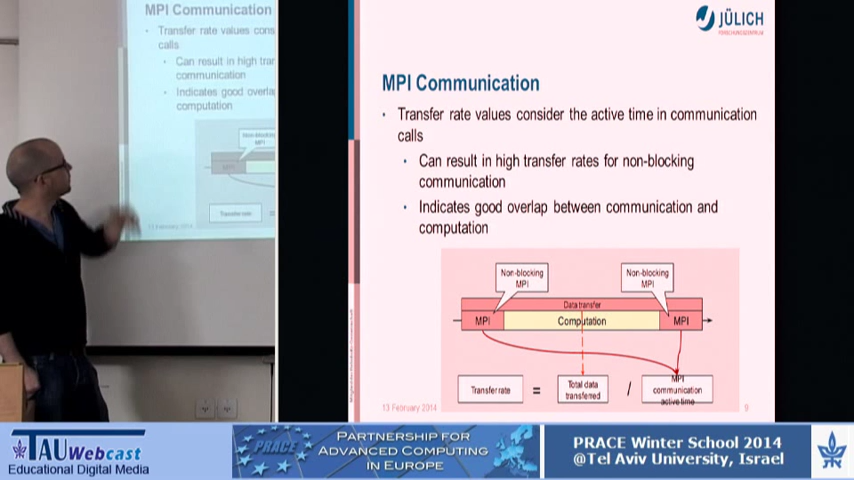 MPI Communication
Transfer rate values cons
calls
Can result in high tran
communication
Indicates good overla
computation
Non-blocking
MPI
MPI
Transfer rate
=
13 February 2014
JÜLICH
FORSCHUNGSZENTRUM
MPI Communication
• Transfer rate values consider the active time in communication
calls
• Can result in high transfer rates for non-blocking
communication
• Indicates good overlap between communication and
computation
Non-blocking
MPI
Non-blocking
MPI
Data transfer
MPI
Computation
MPI
Transfer rate
=
Total data
transferred
/
MPI
communication
active time
13 February 2014
9
TAU Webcast
Educational Digital Media
PRACE
PARTNERSHIP FOR
ADVANCED COMPUTING
IN EUROPE
PRACE Winter School 2014
@Tel Aviv University, Israel